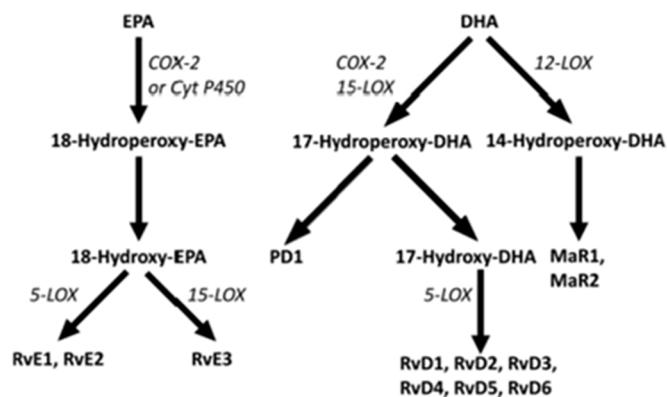 EPA
COX-2
or Cyt P450
18-Hydroperoxy-EPA
18-Hydroxy-EPA
5-LOX
15-LOX
RvE1, RvE2
RvE3
DHA
COX-2
15-LOX
12-LOX
17-Hydroperoxy-DHA
14-Hydroperoxy-DHA
PD1
17-Hydroxy-DHA
MaR1,
MaR2
5-LOX
RvD1, RvD2, RvD3,
RvD4, RvD5, RvD6